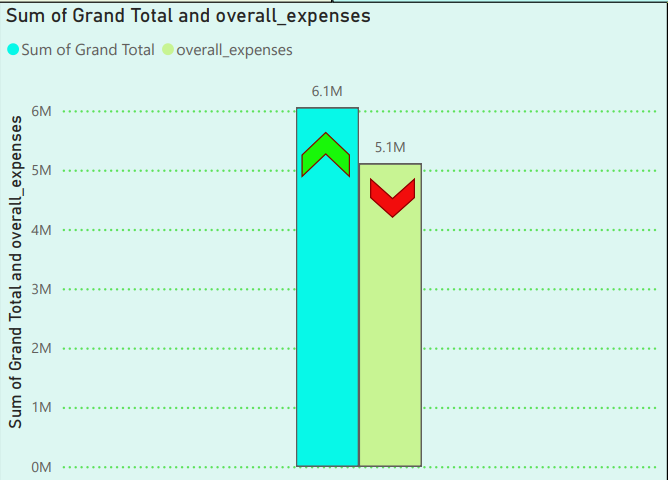 Sum of Grand Total and overall_expenses
Sum of Grand Total overall_expenses
6.1M
5.1M
6M
5M
4M
3M
2M
1M
0M
Sum of Grand Total and overall_expenses